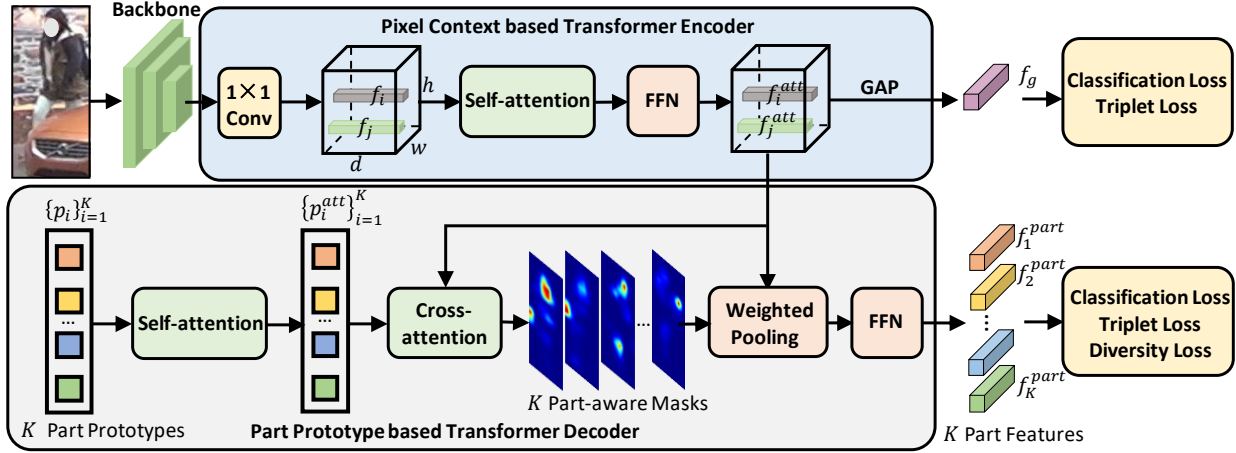 Backbone
Pixel Context based Transformer Encoder
1×1
Conv
f_i
f_j
h
w
d
Self-attention
FFN
f_i^{att}
f_j^{att}
GAP
f_g
Classification Loss
Triplet Loss
{p_i}_{i=1}^K
{p_i^{att}}_{i=1}^K
...
...
Self-attention
Cross-
attention
...
K Part-aware Masks
Weighted
Pooling
FFN
f_1^{part}
f_2^{part}
⋮
f_K^{part}
Classification Loss
Triplet Loss
Diversity Loss
K Part Prototypes
Part Prototype based Transformer Decoder
K Part Features